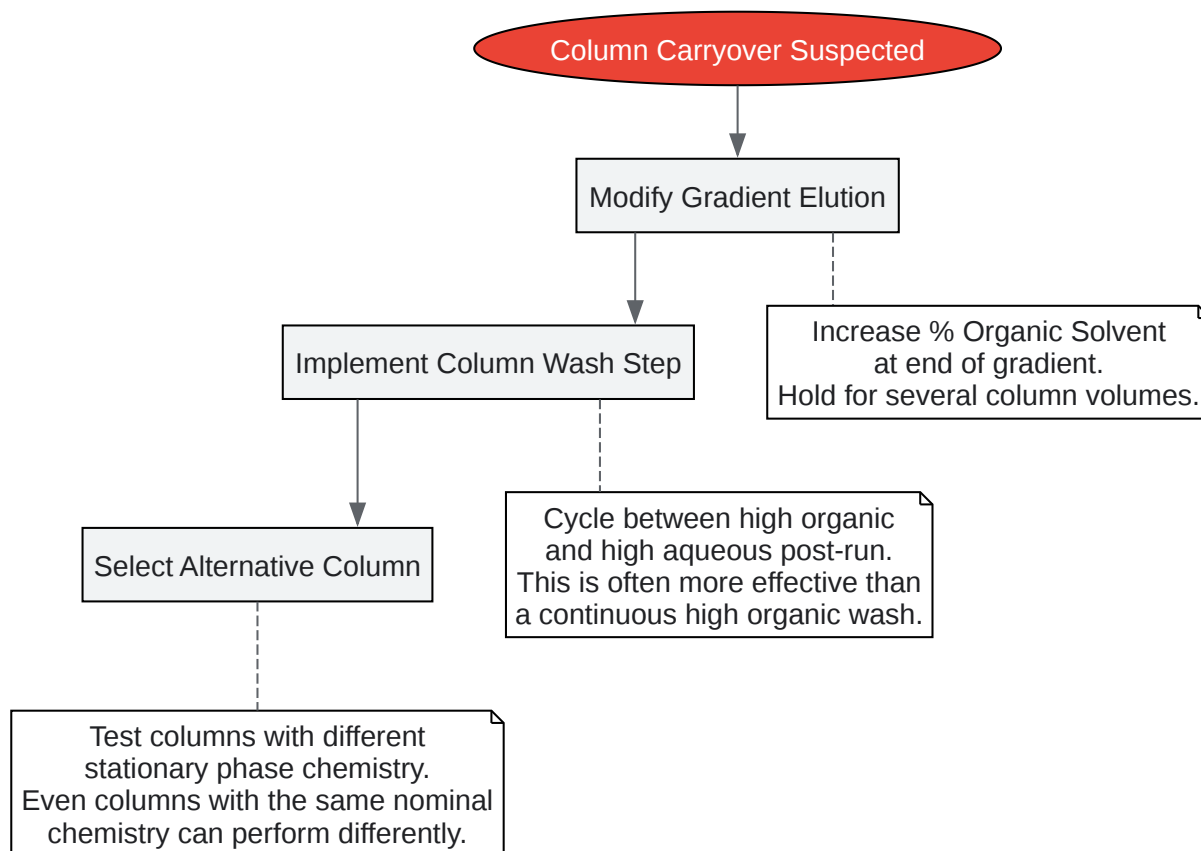 Column Carryover Suspected
Modify Gradient Elution
Increase % Organic Solvent
at end of gradient.
Hold for several column volumes.
Implement Column Wash Step
Cycle between high organic
and high aqueous post-run.
This is often more effective than
a continuous high organic wash.
Select Alternative Column
Test columns with different
stationary phase chemistry.
Even columns with the same nominal
chemistry can perform differently.